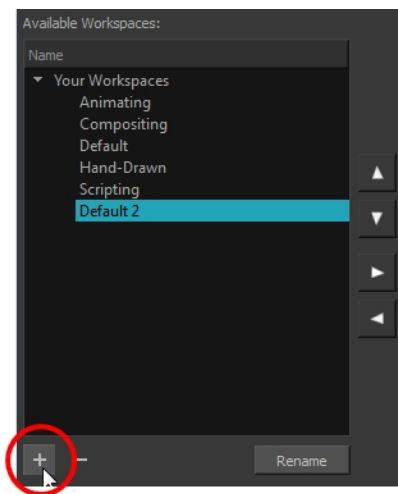 Available Workspaces:
Name
Your Workspaces
Animating
Compositing
Default
Hand-Drawn
Scripting
Default 2
Rename